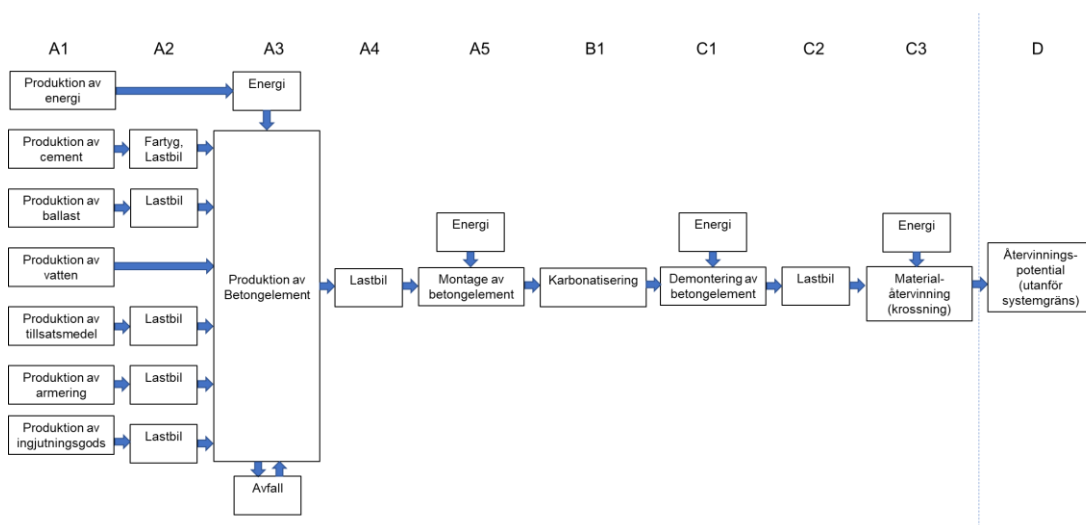 A1 A2 A3 A4 A5 B1 C1 C2 C3 D
Produktion av
energi
Energi
Produktion av
cement
Fartyg,
Lastbil
Produktion av
ballast
Lastbil
Produktion av
vatten
Produktion av
tillsatsmedel
Lastbil
Produktion av
armering
Lastbil
Produktion av
ingjutningsgods
Lastbil
Produktion av
Betongelement
Avfall
Lastbil
Energi
Montage av
betongelement
Karbonatisering
Energi
Demontering av
betongelement
Lastbil
Energi
Material-
återvinning
(krossning)
Återvinnings-
potential
(utanför
systemgräns)